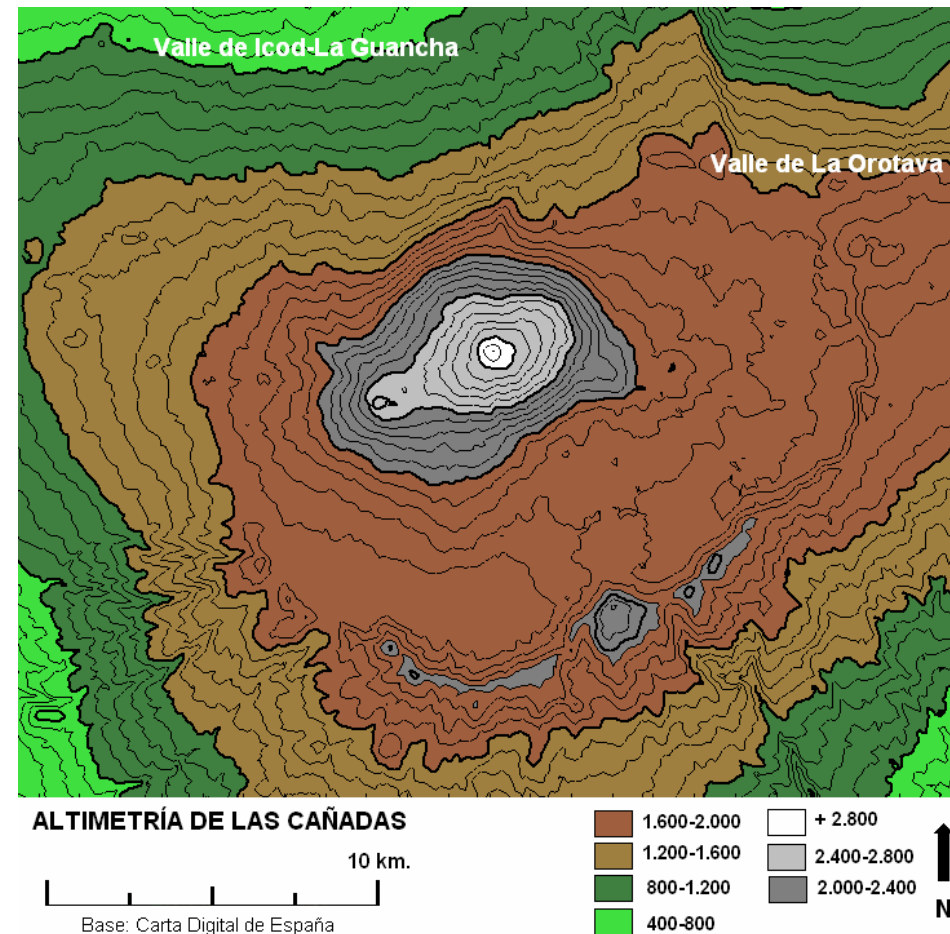 Valle de Icod-La Guancha
Valle de La Orotava
ALTIMETRÍA DE LAS CAÑADAS
10 km.
Base: Carta Digital de España
1.600-2.000
1.200-1.600
800-1.200
400-800
+ 2.800
2.400-2.800
2.000-2.400
N